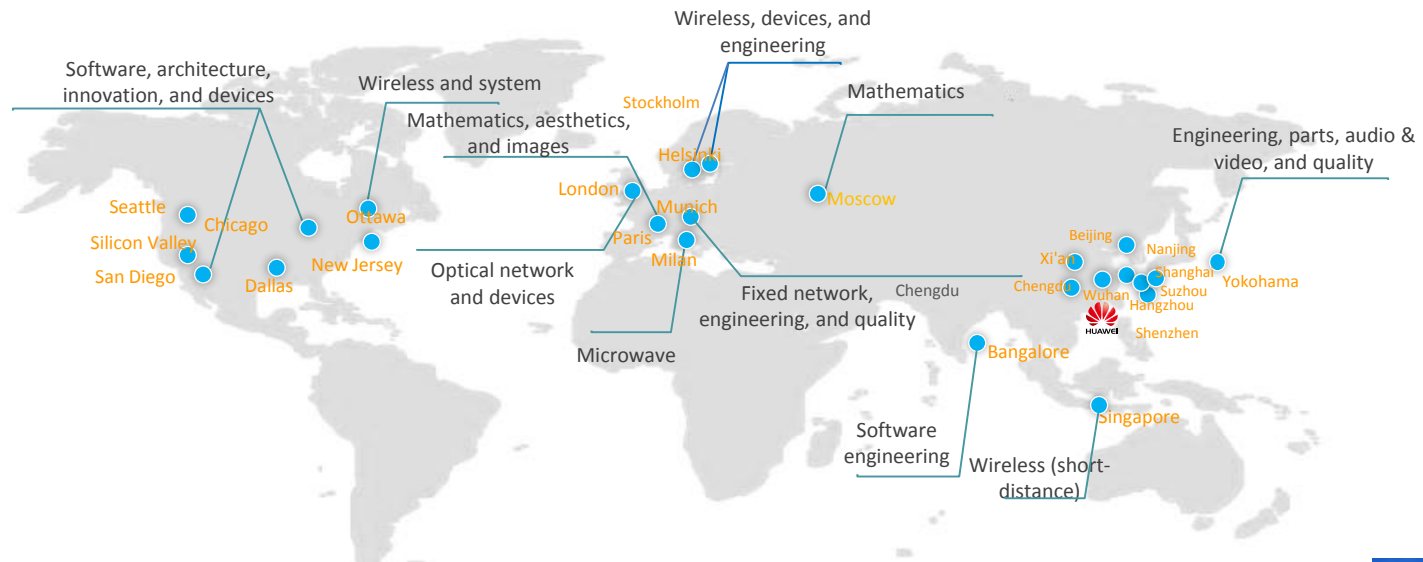 Wireless, devices, and
engineering
Software, architecture,
innovation, and devices
Wireless and system
Mathematics
Stockholm
Mathematics, aesthetics,
and images
Engineering, parts, audio &
video, and quality
Helsinki
London
Moscow
Seattle
Chicago
Ottawa
Munich
Paris
Silicon Valley
New Jersey
Milan
San Diego
Dallas
Beijing
Nanjing
Xi'an
Shanghai
Yokohama
Chengdu
Wuhan
Suzhou
Hangzhou
Optical network
and devices
Fixed network,
engineering, and quality
Chengdu
HUAWEI
Shenzhen
Microwave
Bangalore
Singapore
Software
engineering
Wireless (short-
distance)